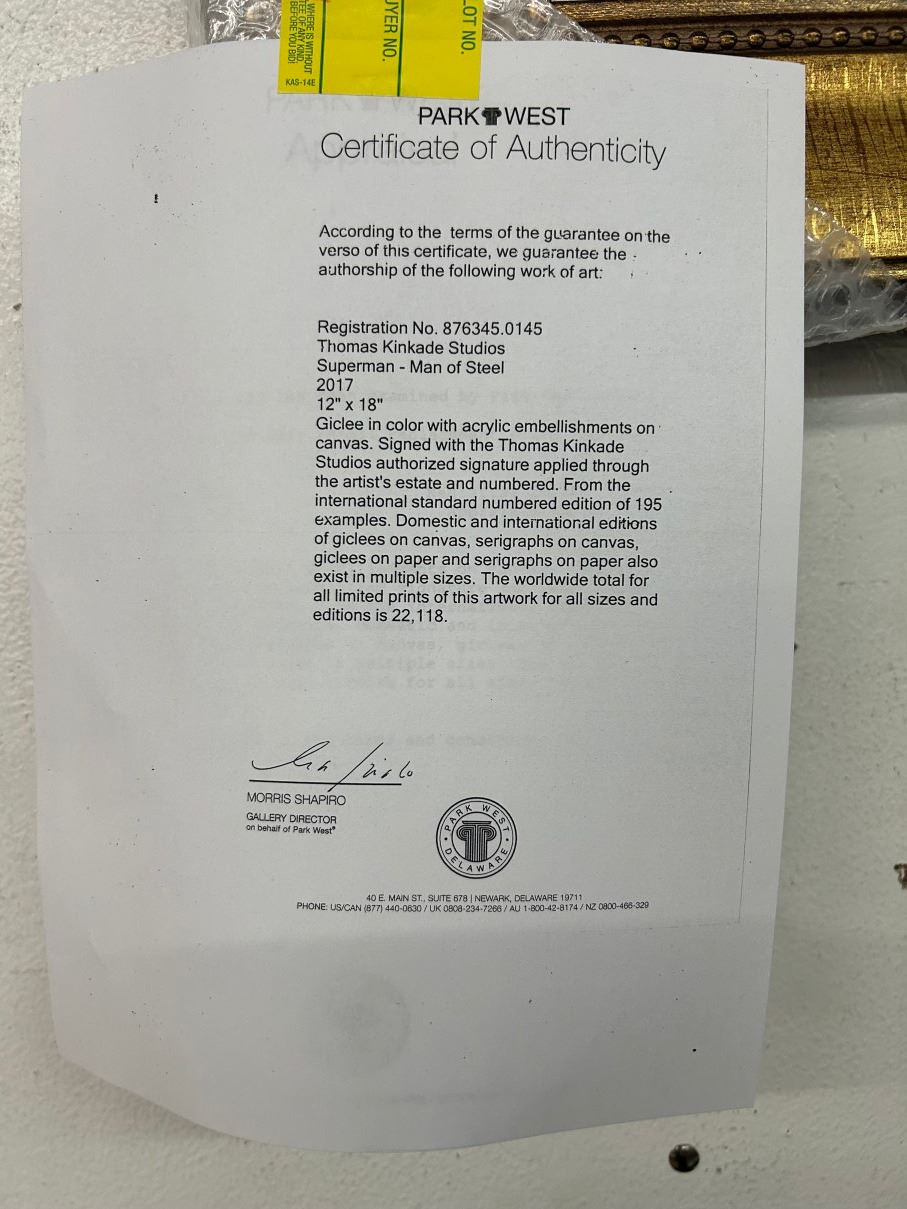 WHERE IS WITHOUT
TEE OF ANY KIND.
BEFORE YOU BID!
KAS-14E
UYER NO.
LOT NO.
PARK WEST
Certificate of Authenticity
According to the terms of the guarantee on the
verso of this certificate, we guarantee the
authorship of the following work of art:
Registration No. 876345.0145
Thomas Kinkade Studios
Superman - Man of Steel
2017
12" x 18"
Giclee in color with acrylic embellishments on
canvas. Signed with the Thomas Kinkade
Studios authorized signature applied through
the artist's estate and numbered. From the
international standard numbered edition of 195
examples. Domestic and international editions
of giclees on canvas, serigraphs on canvas,
giclees on paper and serigraphs on paper also
exist in multiple sizes. The worldwide total for
all limited prints of this artwork for all sizes and
editions is 22,118.
MORRIS SHAPIRO
GALLERY DIRECTOR
on behalf of Park West®
PARK WEST
DELAWARE
40 E. MAIN ST., SUITE 678 | NEWARK, DELAWARE 19711
PHONE: US/CAN (877) 440-0630 / UK 0808-234-7266 / AU 1-800-42-8174 / NZ 0800-466-329